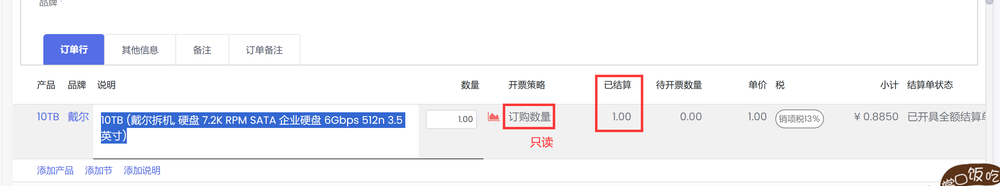 品牌 ?
订单行 其他信息 备注 订单备注
产品 品牌 说明 数量 开票策略 已结算 待开票数量 单价 税 小计 结算单状态
10TB 戴尔 10TB (戴尔拆机, 硬盘 7.2K RPM SATA 企业硬盘 6Gbps 512n 3.5 1.00 订购数量 1.00 0.00 1.00 销项税13% ¥ 0.8850 已开具全额结算单
英寸)
只读
添加产品 添加节 添加说明
赏口饭吃